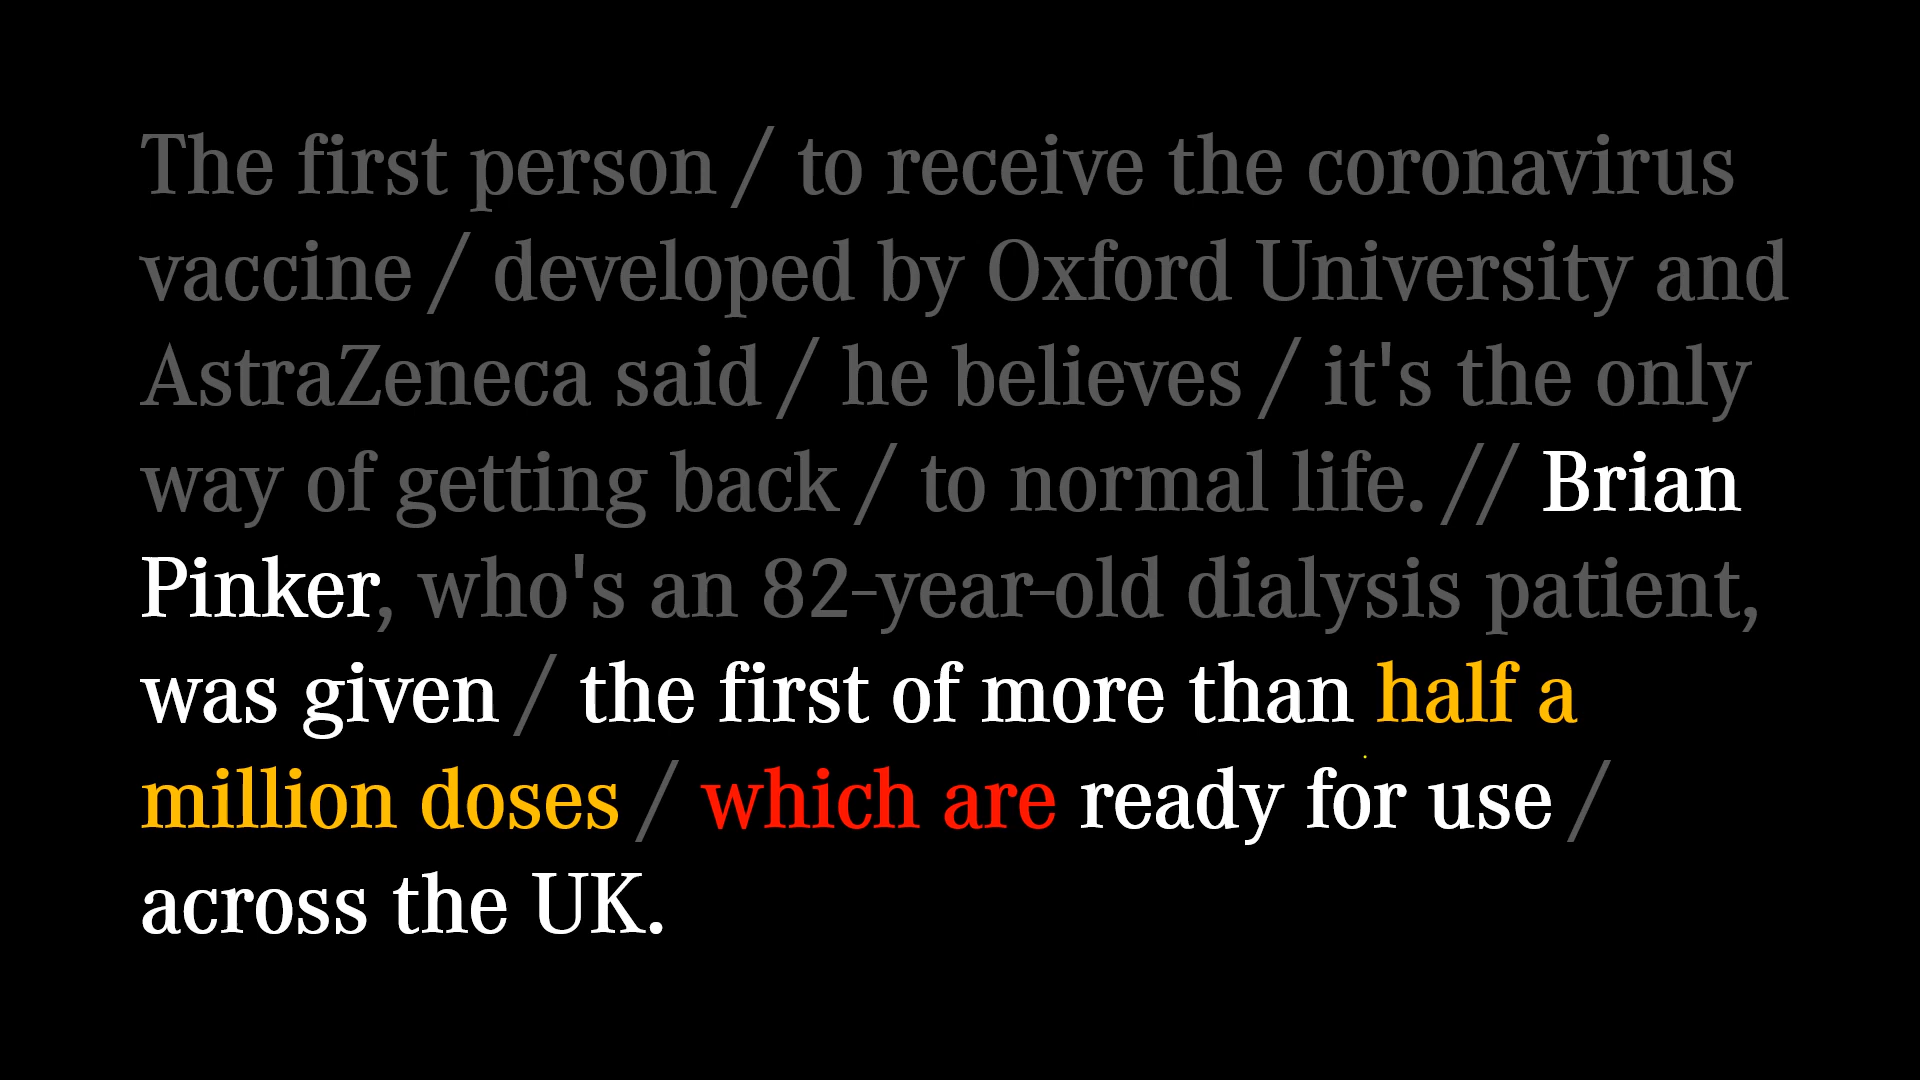 The first person / to receive the coronavirus
vaccine / developed by Oxford University and
AstraZeneca said / he believes / it's the only
way of getting back / to normal life. // Brian
Pinker, who's an 82-year-old dialysis patient,
was given / the first of more than half a
million doses / which are ready for use /
across the UK.